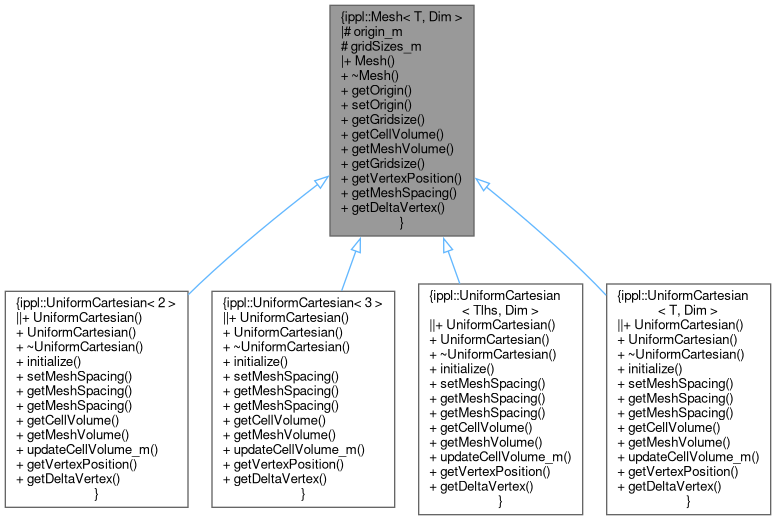 {ippl::Mesh< T, Dim >
|# origin_m
# gridSizes_m
|+ Mesh()
+ ~Mesh()
+ getOrigin()
+ setOrigin()
+ getGridsize()
+ getCellVolume()
+ getMeshVolume()
+ getGridsize()
+ getVertexPosition()
+ getMeshSpacing()
+ getDeltaVertex()
}
{ippl::UniformCartesian< 2 >
||+ UniformCartesian()
+ UniformCartesian()
+ ~UniformCartesian()
+ initialize()
+ setMeshSpacing()
+ getMeshSpacing()
+ getMeshSpacing()
+ getCellVolume()
+ getMeshVolume()
+ updateCellVolume_m()
+ getVertexPosition()
+ getDeltaVertex()
}
{ippl::UniformCartesian< 3 >
||+ UniformCartesian()
+ UniformCartesian()
+ ~UniformCartesian()
+ initialize()
+ setMeshSpacing()
+ getMeshSpacing()
+ getMeshSpacing()
+ getCellVolume()
+ getMeshVolume()
+ updateCellVolume_m()
+ getVertexPosition()
+ getDeltaVertex()
}
{ippl::UniformCartesian
< Tlhs, Dim >
||+ UniformCartesian()
+ UniformCartesian()
+ ~UniformCartesian()
+ initialize()
+ setMeshSpacing()
+ getMeshSpacing()
+ getMeshSpacing()
+ getCellVolume()
+ getMeshVolume()
+ updateCellVolume_m()
+ getVertexPosition()
+ getDeltaVertex()
}
{ippl::UniformCartesian
< T, Dim >
||+ UniformCartesian()
+ UniformCartesian()
+ ~UniformCartesian()
+ initialize()
+ setMeshSpacing()
+ getMeshSpacing()
+ getMeshSpacing()
+ getCellVolume()
+ getMeshVolume()
+ updateCellVolume_m()
+ getVertexPosition()
+ getDeltaVertex()
}